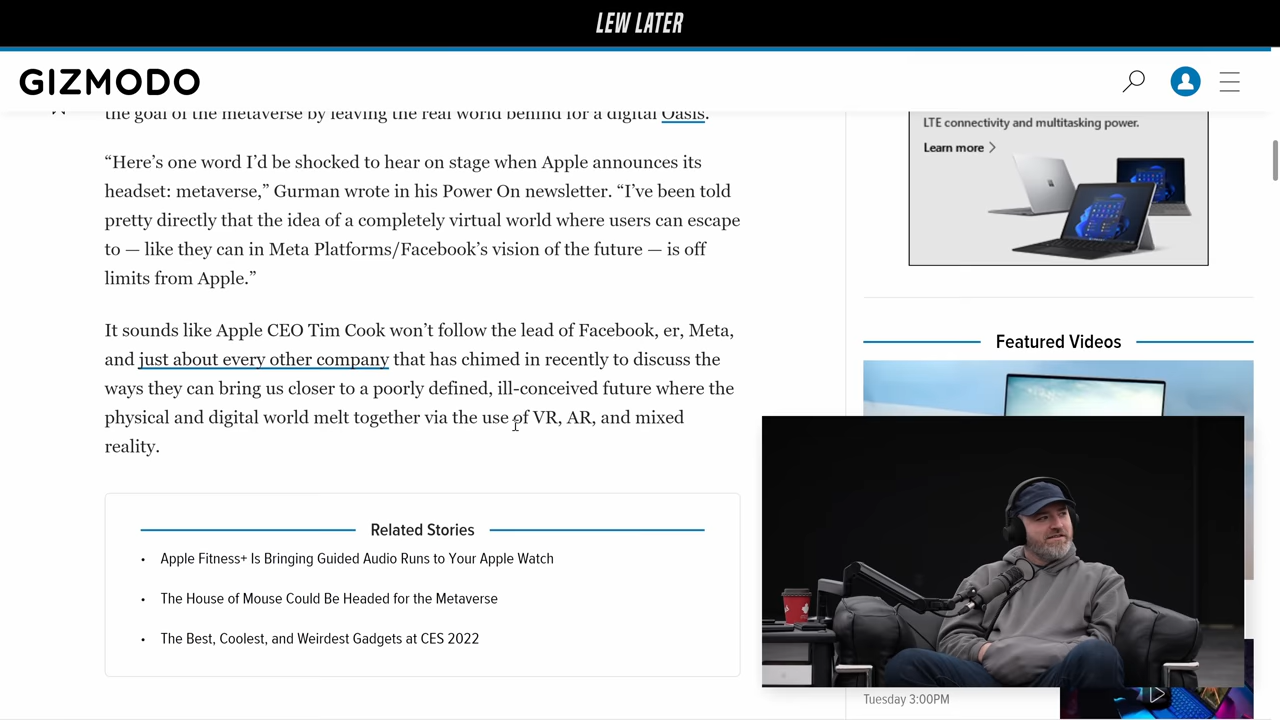 LEW LATER
GIZMODO
the goal of the metaverse by leaving the real world behind for a digital Oasis.
“Here’s one word I’d be shocked to hear on stage when Apple announces its
headset: metaverse,” Gurman wrote in his Power On newsletter. “I’ve been told
pretty directly that the idea of a completely virtual world where users can escape
to — like they can in Meta Platforms/Facebook’s vision of the future — is off
limits from Apple.”
It sounds like Apple CEO Tim Cook won’t follow the lead of Facebook, er, Meta,
and just about every other company that has chimed in recently to discuss the
ways they can bring us closer to a poorly defined, ill-conceived future where the
physical and digital world melt together via the use of VR, AR, and mixed
reality.
Related Stories
• Apple Fitness+ Is Bringing Guided Audio Runs to Your Apple Watch
• The House of Mouse Could Be Headed for the Metaverse
• The Best, Coolest, and Weirdest Gadgets at CES 2022
LTE connectivity and multitasking power.
Learn more
Featured Videos
Tuesday 3:00PM